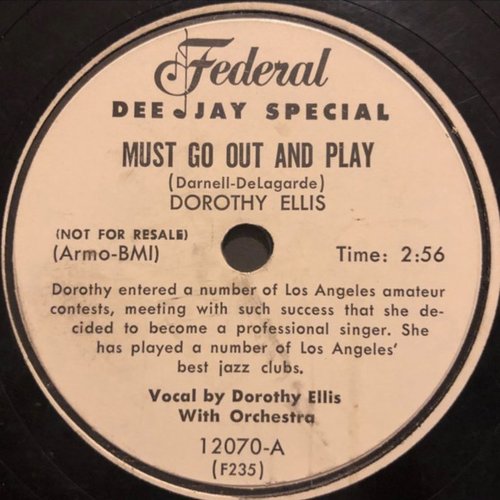 Federal
DEE JAY SPECIAL
MUST GO OUT AND PLAY
(Darnell-DeLagarde)
DOROTHY ELLIS
(NOT FOR RESALE)
(Armo-BMI) Time: 2:56
Dorothy entered a number of Los Angeles amateur
contests, meeting with such success that she de-
cided to become a professional singer. She
has played a number of Los Angeles'
best jazz clubs.
Vocal by Dorothy Ellis
With Orchestra
12070-A
(F235)